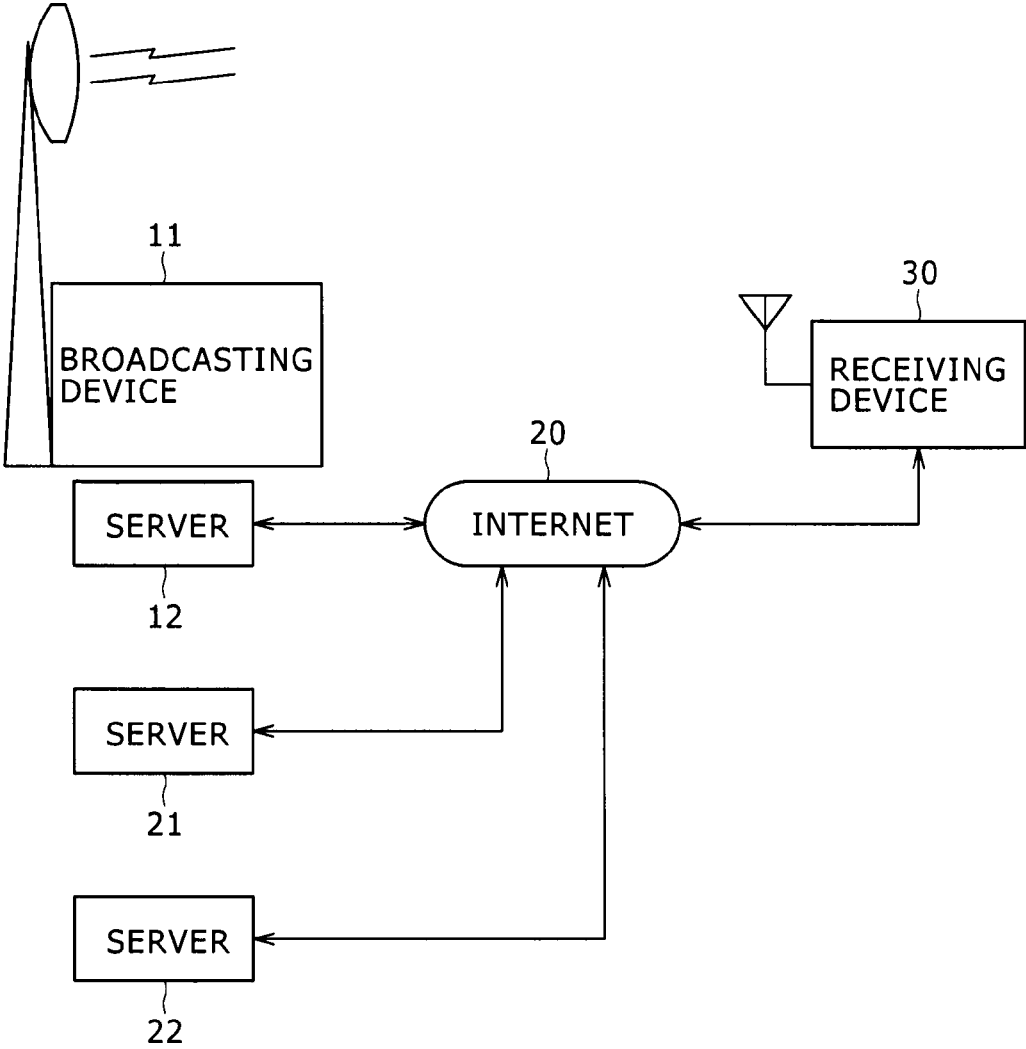 11
BROADCASTING
DEVICE
30
RECEIVING
DEVICE
20
INTERNET
SERVER
12
SERVER
21
SERVER
22